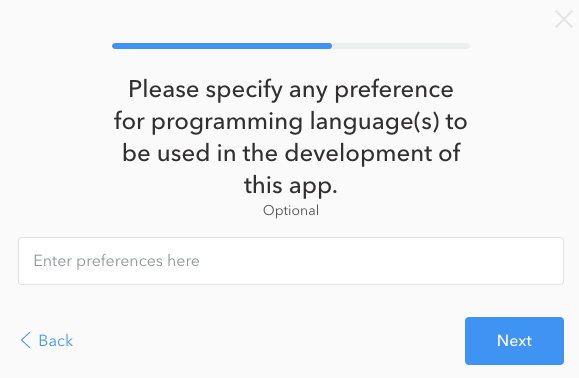 Please specify any preference
for programming language(s) to
be used in the development of
this app.
Optional
Enter preferences here
Back
Next